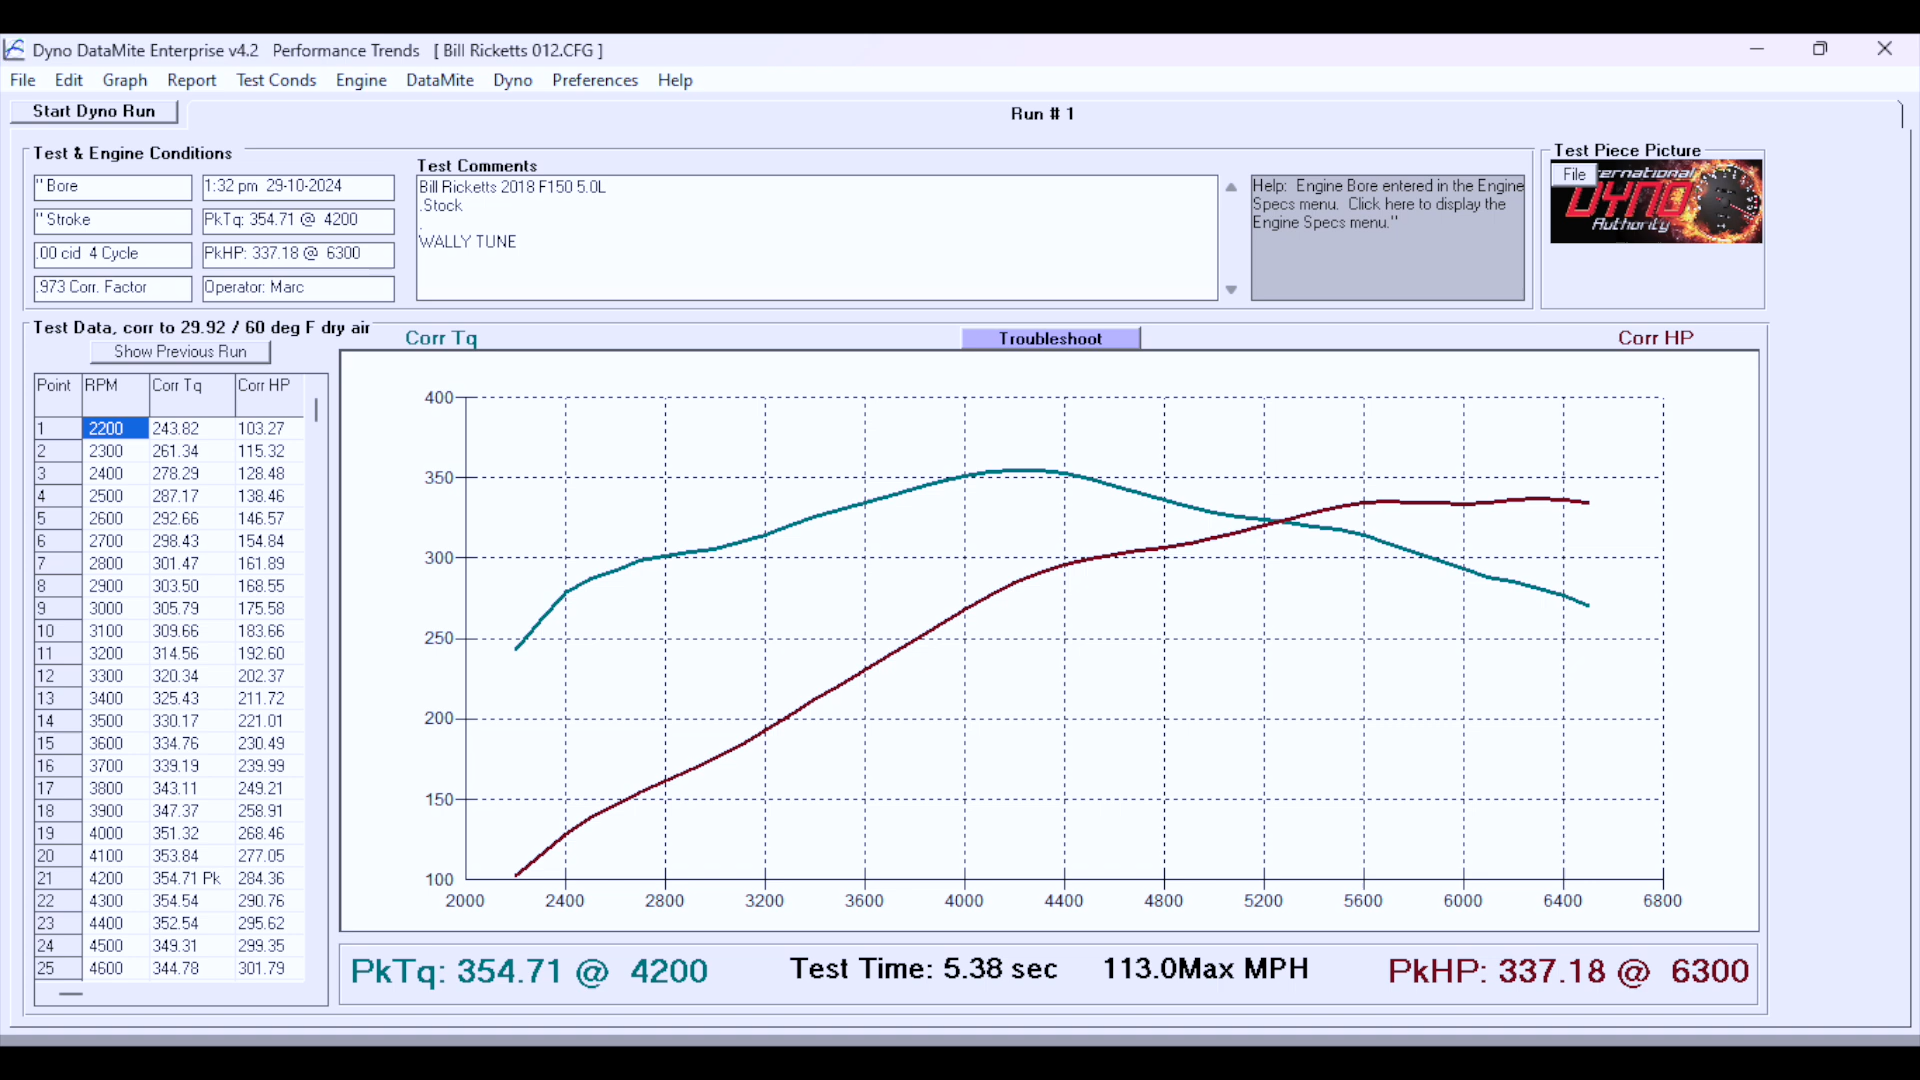 Dyno DataMite Enterprise v4.2   Performance Trends   [ Bill Ricketts 012.CFG ]
File Edit Graph Report Test Conds Engine DataMite Dyno Preferences Help
Start Dyno Run
Run # 1
Test & Engine Conditions
" Bore
1:32 pm  29-10-2024
" Stroke
PkTq: 354.71 @  4200
.00 cid  4 Cycle
PkHP: 337.18 @  6300
.973 Corr. Factor
Operator: Marc
Test Comments
Bill Ricketts 2018 F150 5.0L
.Stock
.
WALLY TUNE
Help:  Engine Bore entered in the Engine
Specs menu.  Click here to display the
Engine Specs menu."
Test Piece Picture
File
ernational
DYNO
Authority
Test Data, corr to 29.92 / 60 deg F dry air
Show Previous Run
Point RPM Corr Tq Corr HP
1 2200 243.82 103.27
2 2300 261.34 115.32
3 2400 278.29 128.48
4 2500 287.17 138.46
5 2600 292.66 146.57
6 2700 298.43 154.84
7 2800 301.47 161.89
8 2900 303.50 168.55
9 3000 305.79 175.58
10 3100 309.66 183.66
11 3200 314.56 192.60
12 3300 320.34 202.37
13 3400 325.43 211.72
14 3500 330.17 221.01
15 3600 334.76 230.49
16 3700 339.19 239.99
17 3800 343.11 249.21
18 3900 347.37 258.91
19 4000 351.32 268.46
20 4100 353.84 277.05
21 4200 354.71 Pk 284.36
22 4300 354.54 290.76
23 4400 352.54 295.62
24 4500 349.31 299.35
25 4600 344.78 301.79
Corr Tq
Troubleshoot
Corr HP
400
350
300
250
200
150
100
2000 2400 2800 3200 3600 4000 4400 4800 5200 5600 6000 6400 6800
PkTq: 354.71 @  4200
Test Time: 5.38 sec
113.0Max MPH
PkHP: 337.18 @  6300